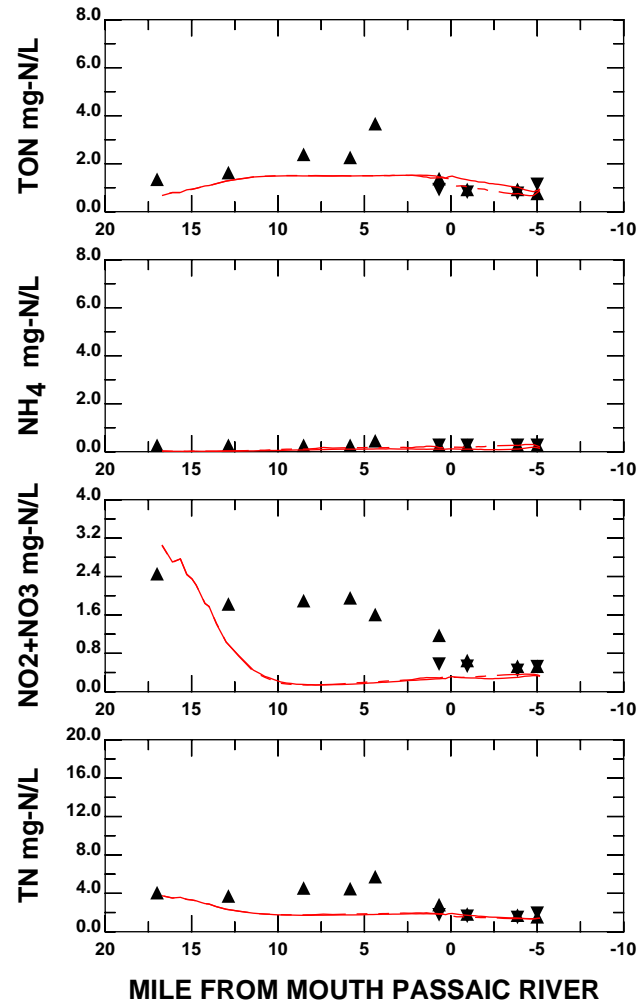 TON mg-N/L
8.0
6.0
4.0
2.0
0.0
20 15 10 5 0 -5 -10
NH4 mg-N/L
8.0
6.0
4.0
2.0
0.0
20 15 10 5 0 -5 -10
NO2+NO3 mg-N/L
4.0
3.2
2.4
1.6
0.8
0.0
20 15 10 5 0 -5 -10
TN mg-N/L
20.0
16.0
12.0
8.0
4.0
0.0
20 15 10 5 0 -5 -10
MILE FROM MOUTH PASSAIC RIVER